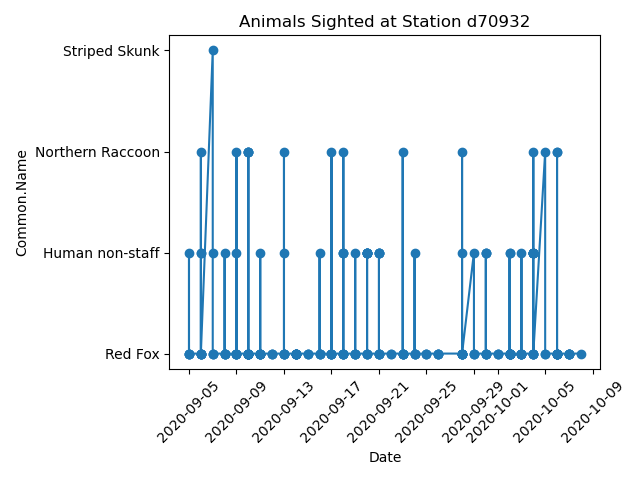 Animals Sighted at Station d70932
Striped Skunk
Northern Raccoon
Human non-staff
Red Fox
Common.Name
2020-09-05
2020-09-09
2020-09-13
2020-09-17
2020-09-21
2020-09-25
2020-09-29
2020-10-01
2020-10-05
2020-10-09
Date